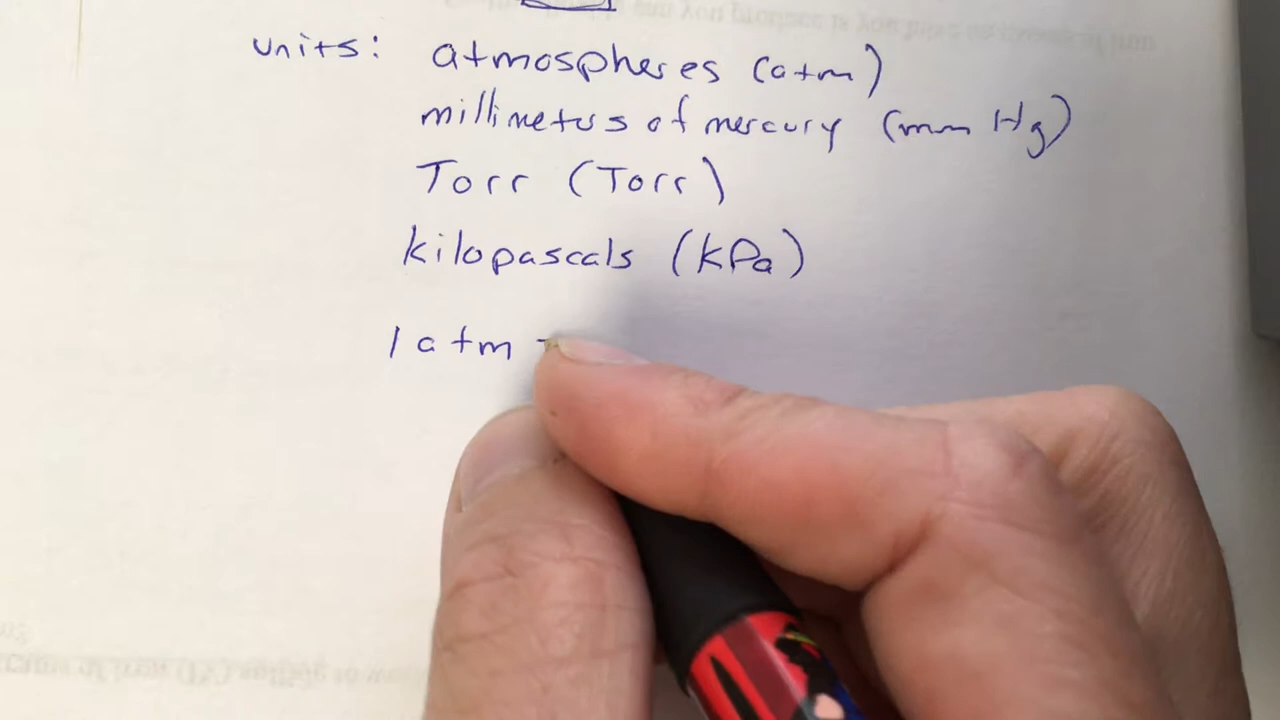 units: atmospheres (atm)
millimeters of mercury (mm Hg)
Torr (Torr)
kilopascals (kPa)
1 atm